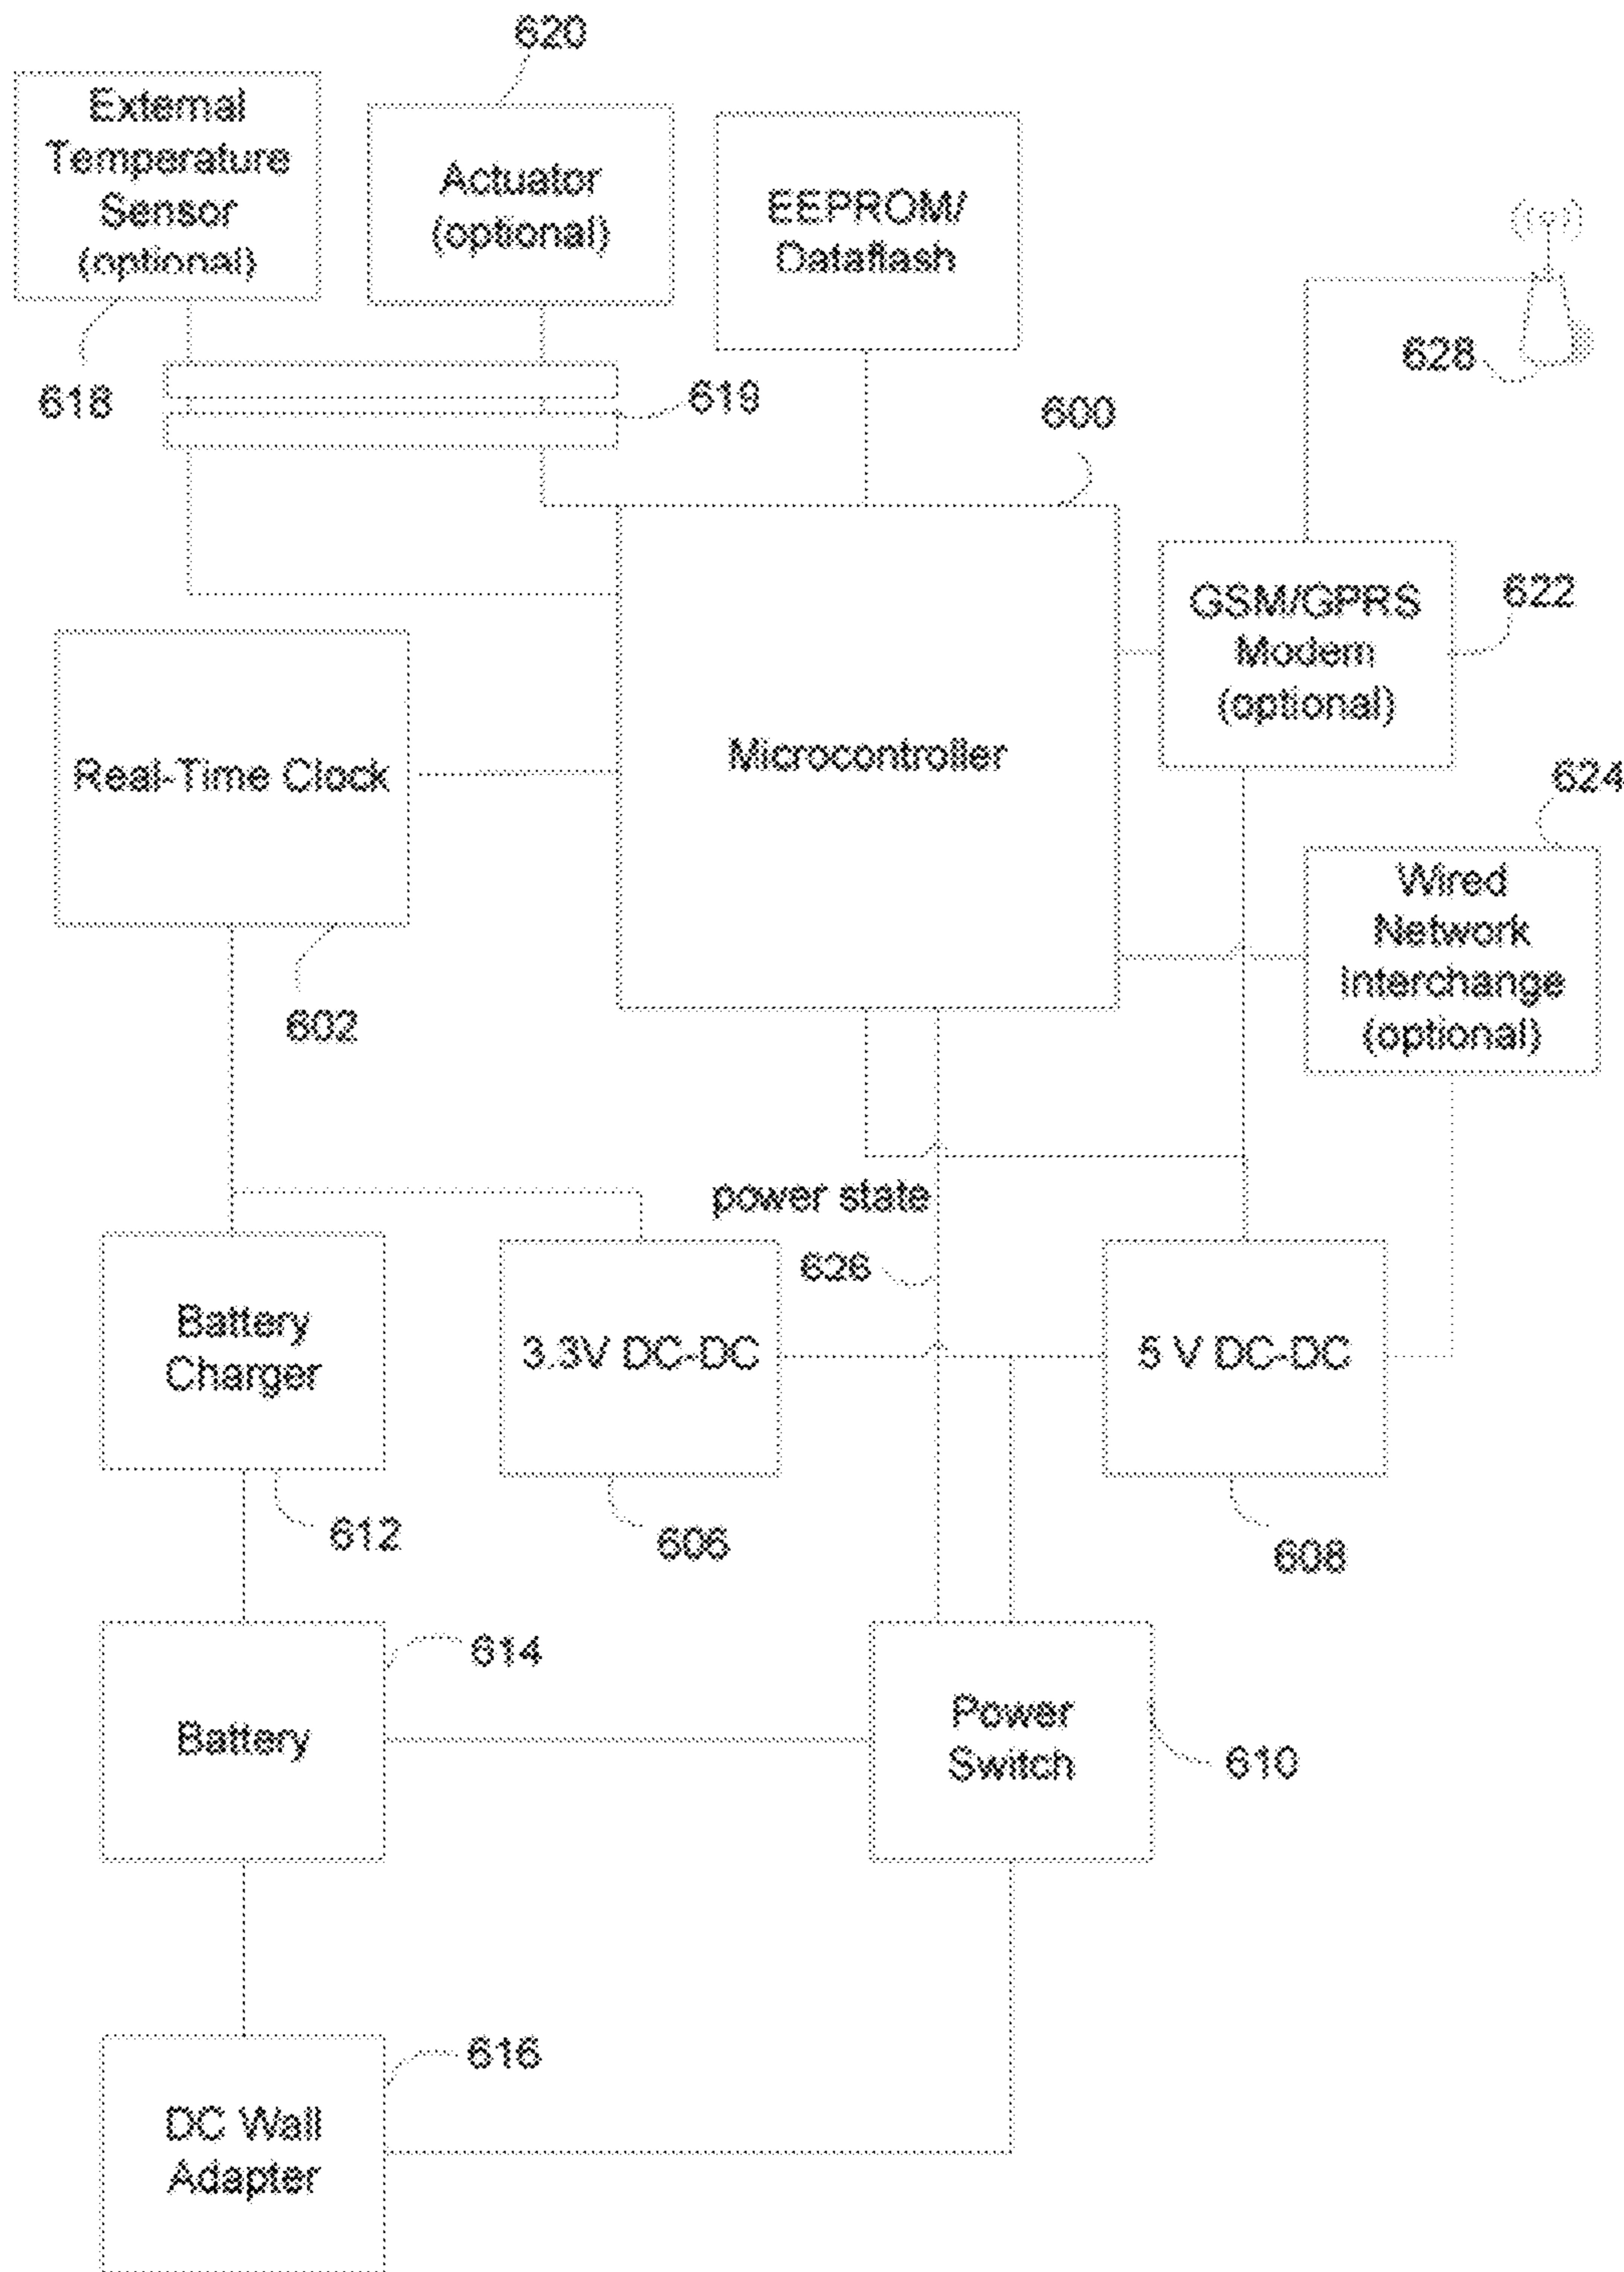 620
External
Temperature
Sensor
(optional)
Actuator
(optional)
EEPROM/
Dataflash
618
619
600
628
GSM/GPRS
Modem
(optional)
622
Real-Time Clock
Microcontroller
624
Wired
Network
Interchange
(optional)
602
power state
626
Battery
Charger
3.3V DC-DC
5 V DC-DC
612
606
608
614
Battery
Power
Switch
610
616
DC Wall
Adapter